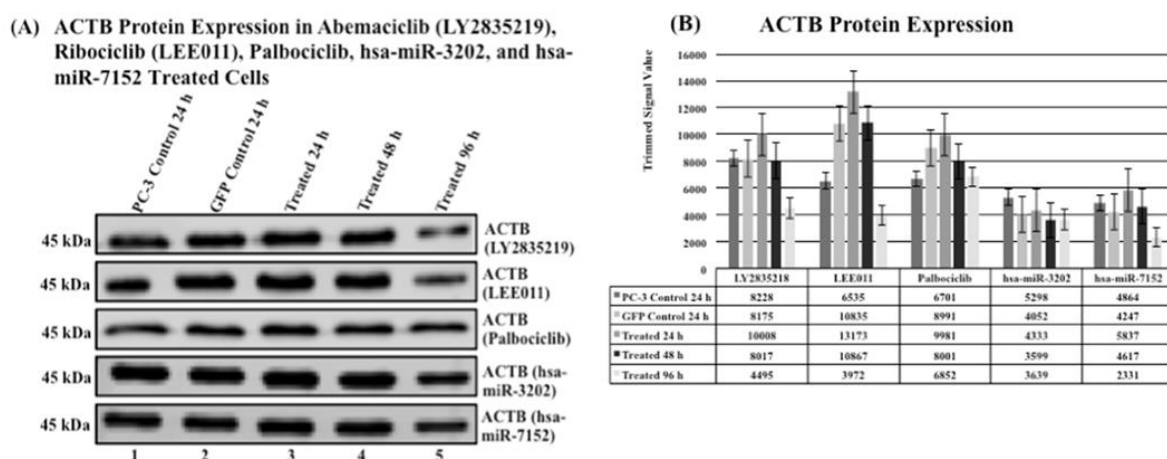 (A) ACTB Protein Expression in Abemaciclib (LY2835219),
Ribociclib (LEE011), Palbociclib, hsa-miR-3202, and hsa-
miR-7152 Treated Cells
PC-3 Control 24 h
GFP Control 24 h
Treated 24 h
Treated 48 h
Treated 96 h
45 kDa ACTB
(LY2835219)
45 kDa ACTB
(LEE011)
45 kDa ACTB
(Palbociclib)
45 kDa ACTB (hsa-
miR-3202)
45 kDa ACTB (hsa-
miR-7152)
1 2 3 4 5
(B) ACTB Protein Expression
Trimmed Signal Value
16000
14000
12000
10000
8000
6000
4000
2000
0
LY2835218 LEE011 Palbociclib hsa-miR-3202 hsa-miR-7152
PC-3 Control 24 h 8228 6535 6701 5298 4864
GFP Control 24 h 8175 10835 8991 4052 4247
Treated 24 h 10008 13173 9981 4333 5837
Treated 48 h 8017 10867 8001 3599 4617
Treated 96 h 4495 3972 6852 3639 2331